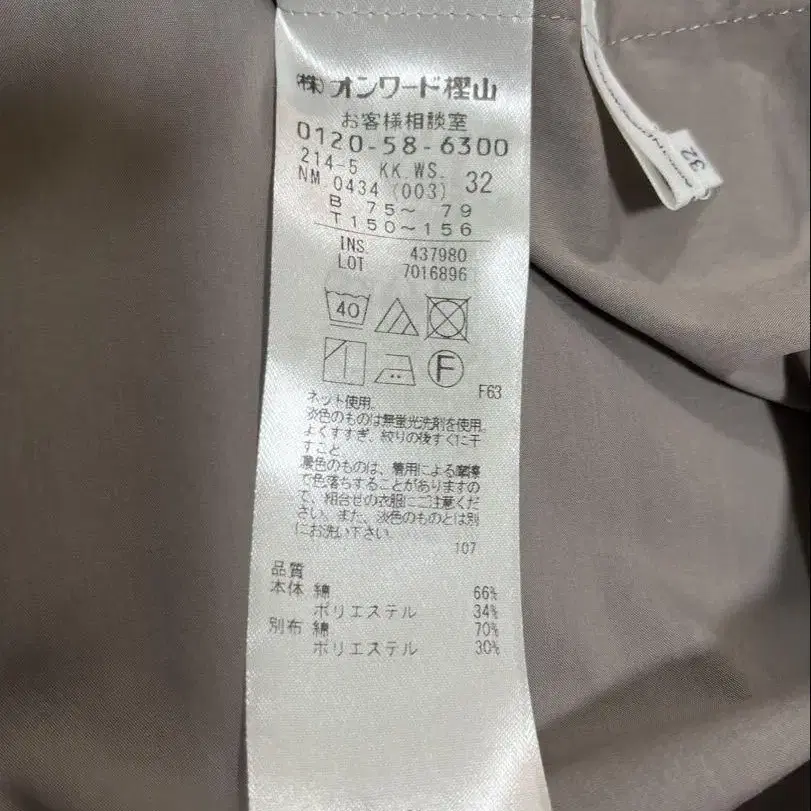 (株)オンワード樫山
お客様相談室
0120-58-6300
214-5 KK.WS. 32
NM 0434 (003)
B 75～ 79
T 150～156
INS 437980
LOT 7016896
40
F
F63
ネット使用。
淡色のものは無蛍光洗剤を使用。
よくすすぎ、絞りの後すぐに干
すこと。
濃色のものは、着用による摩擦
で色落ちすることがありますの
で、組合せの衣服にご注意くだ
さい。また、淡色のものとは別
にお洗い下さい。
107
品質
本体 綿 66%
ポリエステル 34%
別布 綿 70%
ポリエステル 30%
32